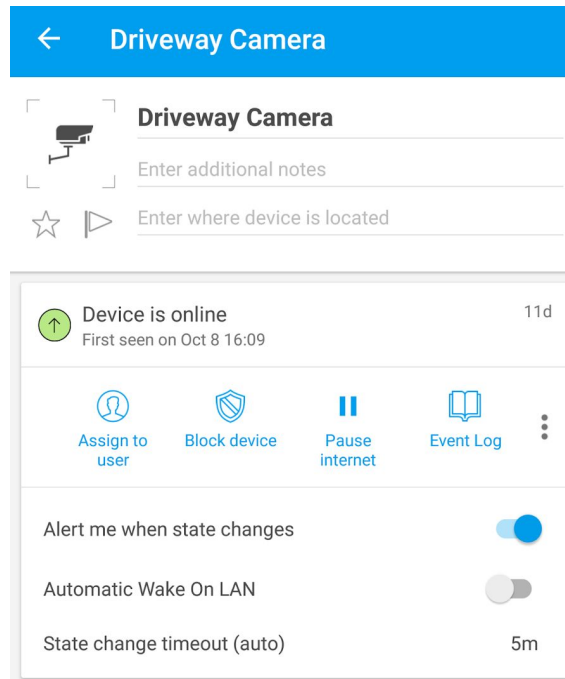 Driveway Camera
Driveway Camera
Enter additional notes
Enter where device is located
Device is online
11d
First seen on Oct 8 16:09
Assign to
user
Block device
Pause
internet
Event Log
Alert me when state changes
Automatic Wake On LAN
State change timeout (auto)
5m